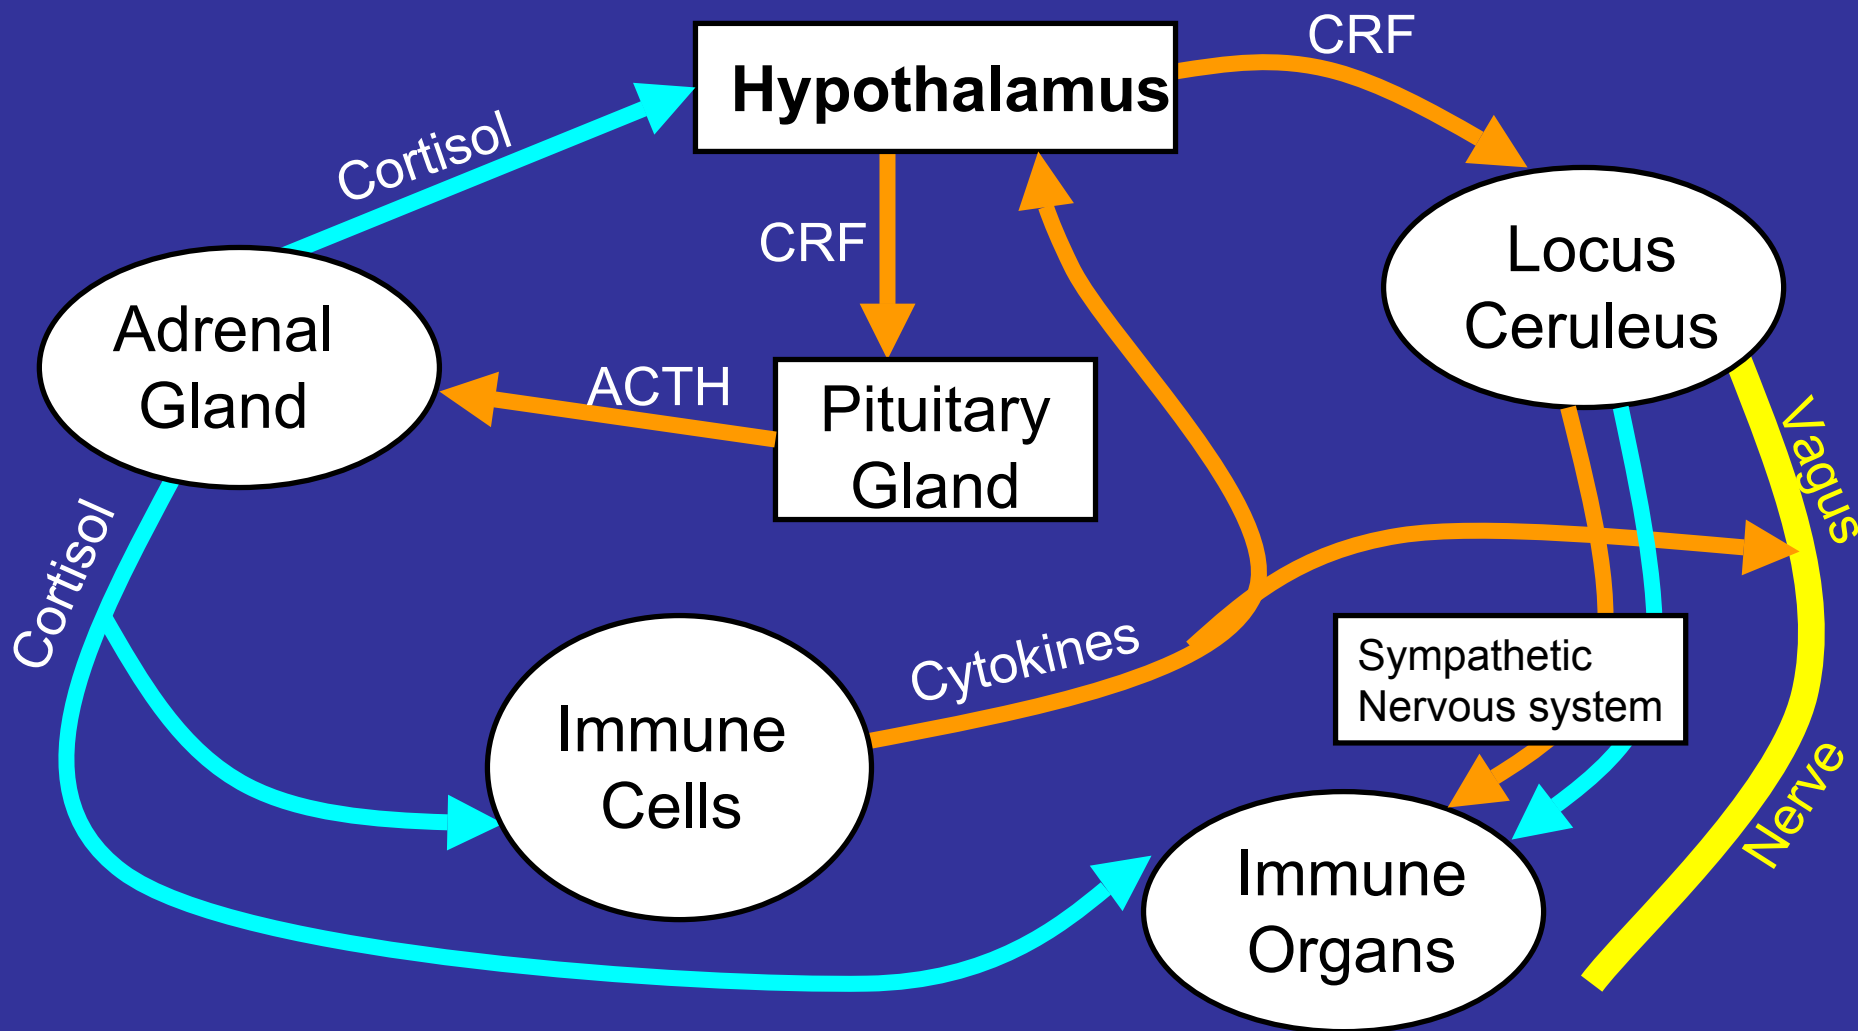 CRF
Hypothalamus
Cortisol
CRF
Locus
Ceruleus
Adrenal
Gland
ACTH
Pituitary
Gland
Vagus
Cortisol
Cytokines
Sympathetic
Nervous system
Immune
Cells
Nerve
Immune
Organs